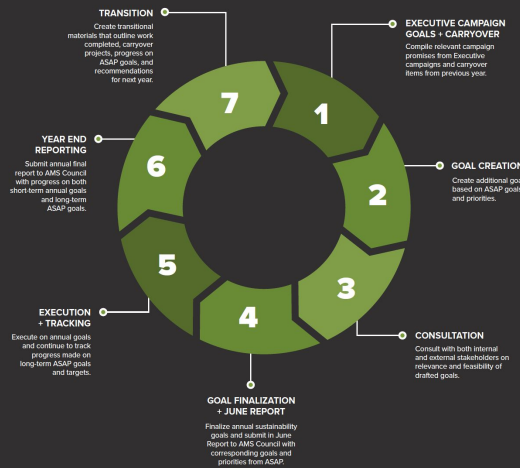 TRANSITION
Create transitional
materials that outline work
completed, carryover
projects, progress on
ASAP goals, and
recommendations
for next year.
EXECUTIVE CAMPAIGN
GOALS + CARRYOVER
Compile relevant campaign
promises from Executive
campaigns and carryover
items from previous year.
7
1
YEAR END
REPORTING
Submit annual final
report to AMS Council
with progress on both
short-term annual goals
and long-term
ASAP goals.
6
2
GOAL CREATION
Create additional goa
based on ASAP goals
and priorities.
5
3
4
EXECUTION
+ TRACKING
Execute on annual goals
and continue to track
progress made on
long-term ASAP goals
and targets.
CONSULTATION
Consult with both internal
and external stakeholders on
relevance and feasibility of
drafted goals.
GOAL FINALIZATION
+ JUNE REPORT
Finalize annual sustainability
goals and submit in June
Report to AMS Council with
corresponding goals and
priorities from ASAP.